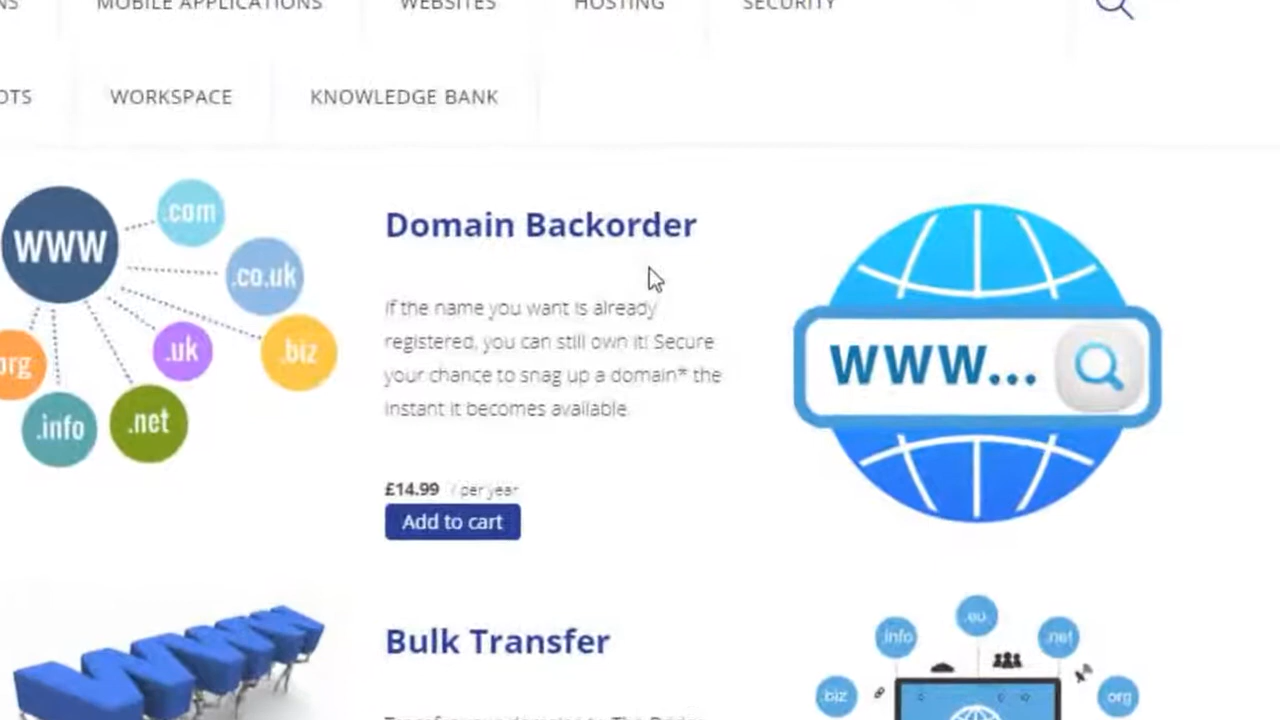 MOBILE APPLICATIONS
WEBSITES
HOSTING
SECURITY
WORKSPACE
KNOWLEDGE BANK
www
.com
.co.uk
.biz
.uk
.net
.info
org
Domain Backorder
If the name you want is already
registered, you can still own it! Secure
your chance to snag up a domain* the
instant it becomes available.
£14.99 / per year
Add to cart
WWW...
Bulk Transfer
WWW
.info
.eu
.net
.biz
.org